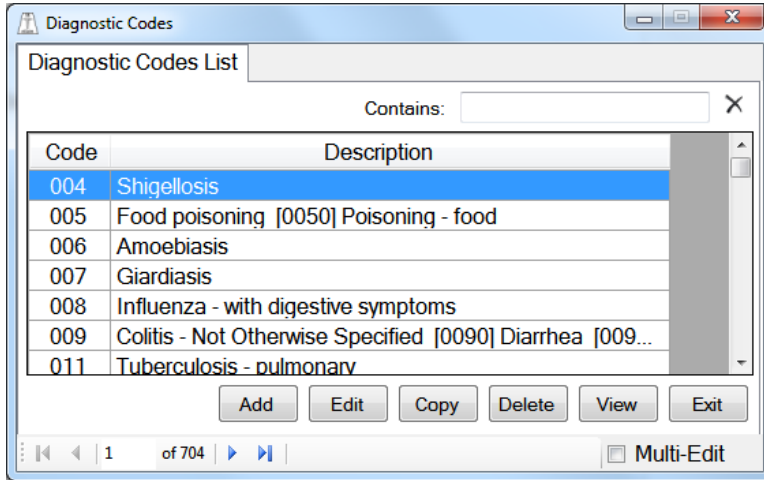 Diagnostic Codes
Diagnostic Codes List
Contains:
Code Description
004 Shigellosis
005 Food poisoning [0050] Poisoning - food
006 Amoebiasis
007 Giardiasis
008 Influenza - with digestive symptoms
009 Colitis - Not Otherwise Specified [0090] Diarrhea [009...
011 Tuberculosis - pulmonary
Add Edit Copy Delete View Exit
1 of 704 Multi-Edit